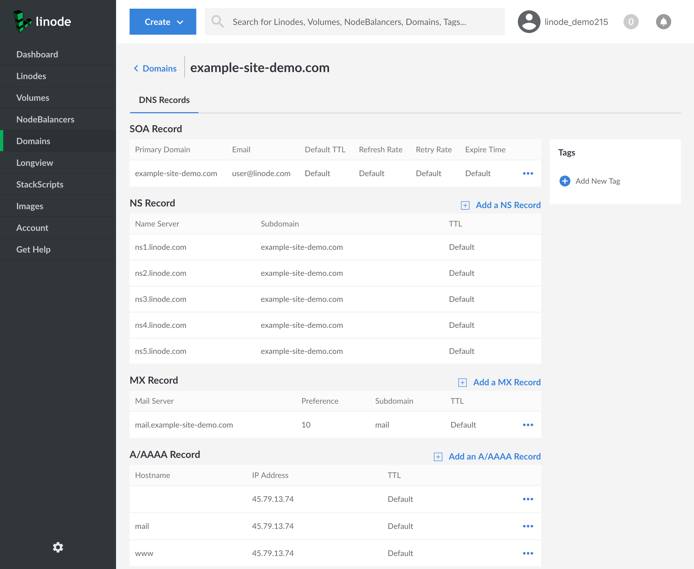 linode
Create
Search for Linodes, Volumes, NodeBalancers, Domains, Tags...
linode_demo215
0
Dashboard
Linodes
Volumes
NodeBalancers
Domains
Longview
StackScripts
Images
Account
Get Help
Domains
example-site-demo.com
DNS Records
SOA Record
Primary Domain Email Default TTL Refresh Rate Retry Rate Expire Time
example-site-demo.com user@linode.com Default Default Default Default
Tags
Add New Tag
NS Record
Add a NS Record
Name Server Subdomain TTL
ns1.linode.com example-site-demo.com Default
ns2.linode.com example-site-demo.com Default
ns3.linode.com example-site-demo.com Default
ns4.linode.com example-site-demo.com Default
ns5.linode.com example-site-demo.com Default
MX Record
Add a MX Record
Mail Server Preference Subdomain TTL
mail.example-site-demo.com 10 mail Default
A/AAAA Record
Add an A/AAAA Record
Hostname IP Address TTL
45.79.13.74 Default
mail 45.79.13.74 Default
www 45.79.13.74 Default